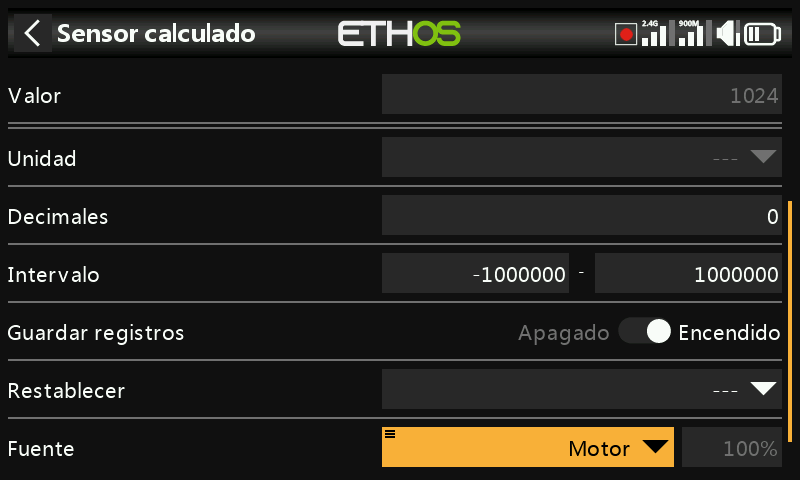 Sensor calculado ETHOS 2.4G 900M
Valor 1024
Unidad ---
Decimales 0
Intervalo -1000000 - 1000000
Guardar registros Apagado Encendido
Restablecer ---
Fuente Motor 100%